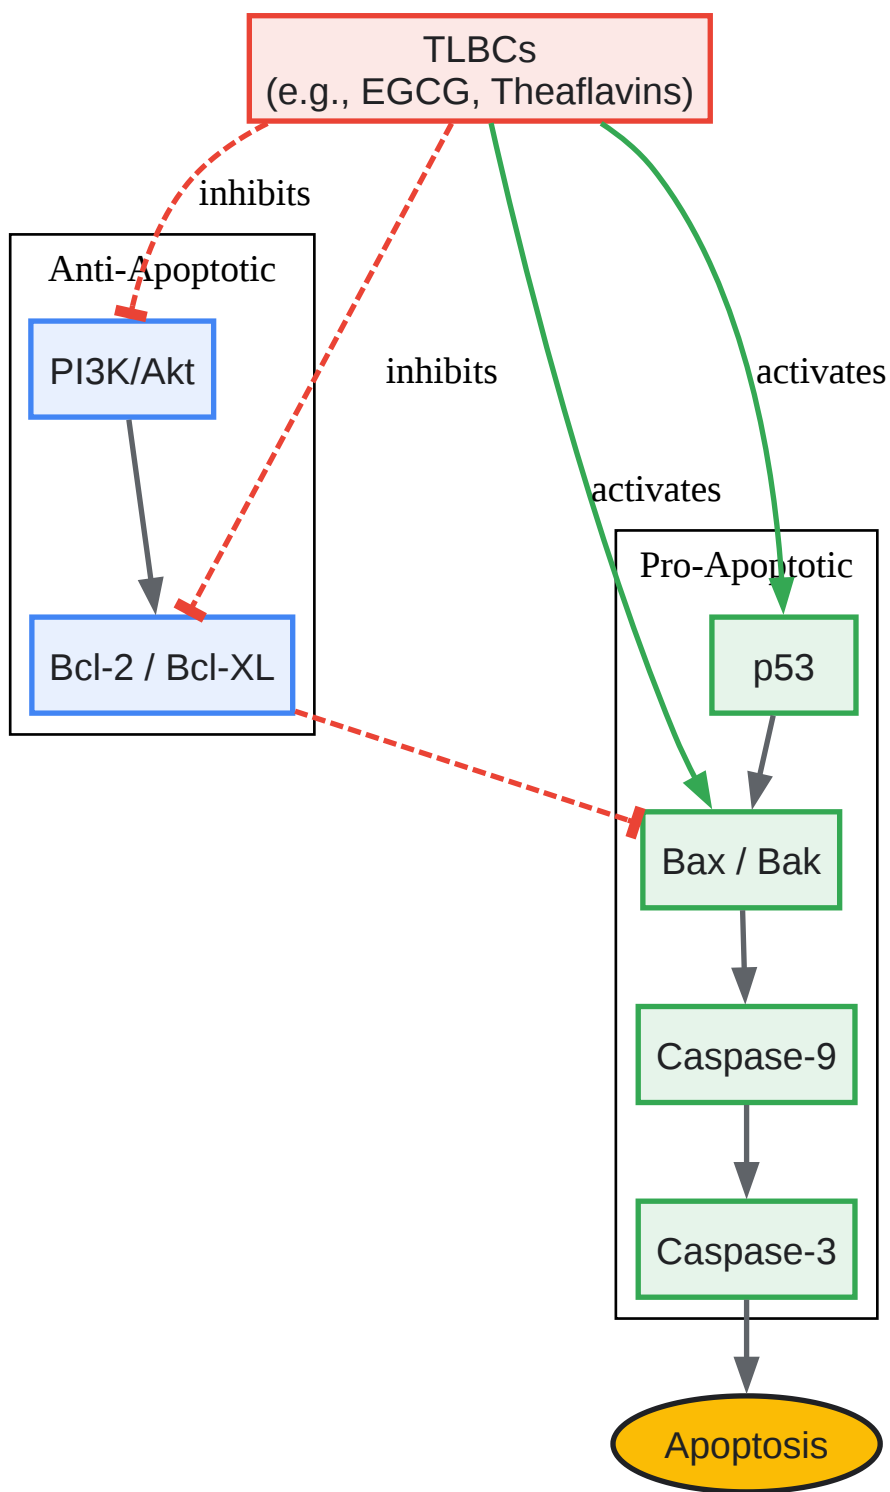 TLBCs
(e.g., EGCG, Theaflavins)
inhibits
Anti-Apoptotic
PI3K/Akt
inhibits
activates
activates
Pro-Apoptotic
Bcl-2 / Bcl-XL
p53
Bax / Bak
Caspase-9
Caspase-3
Apoptosis